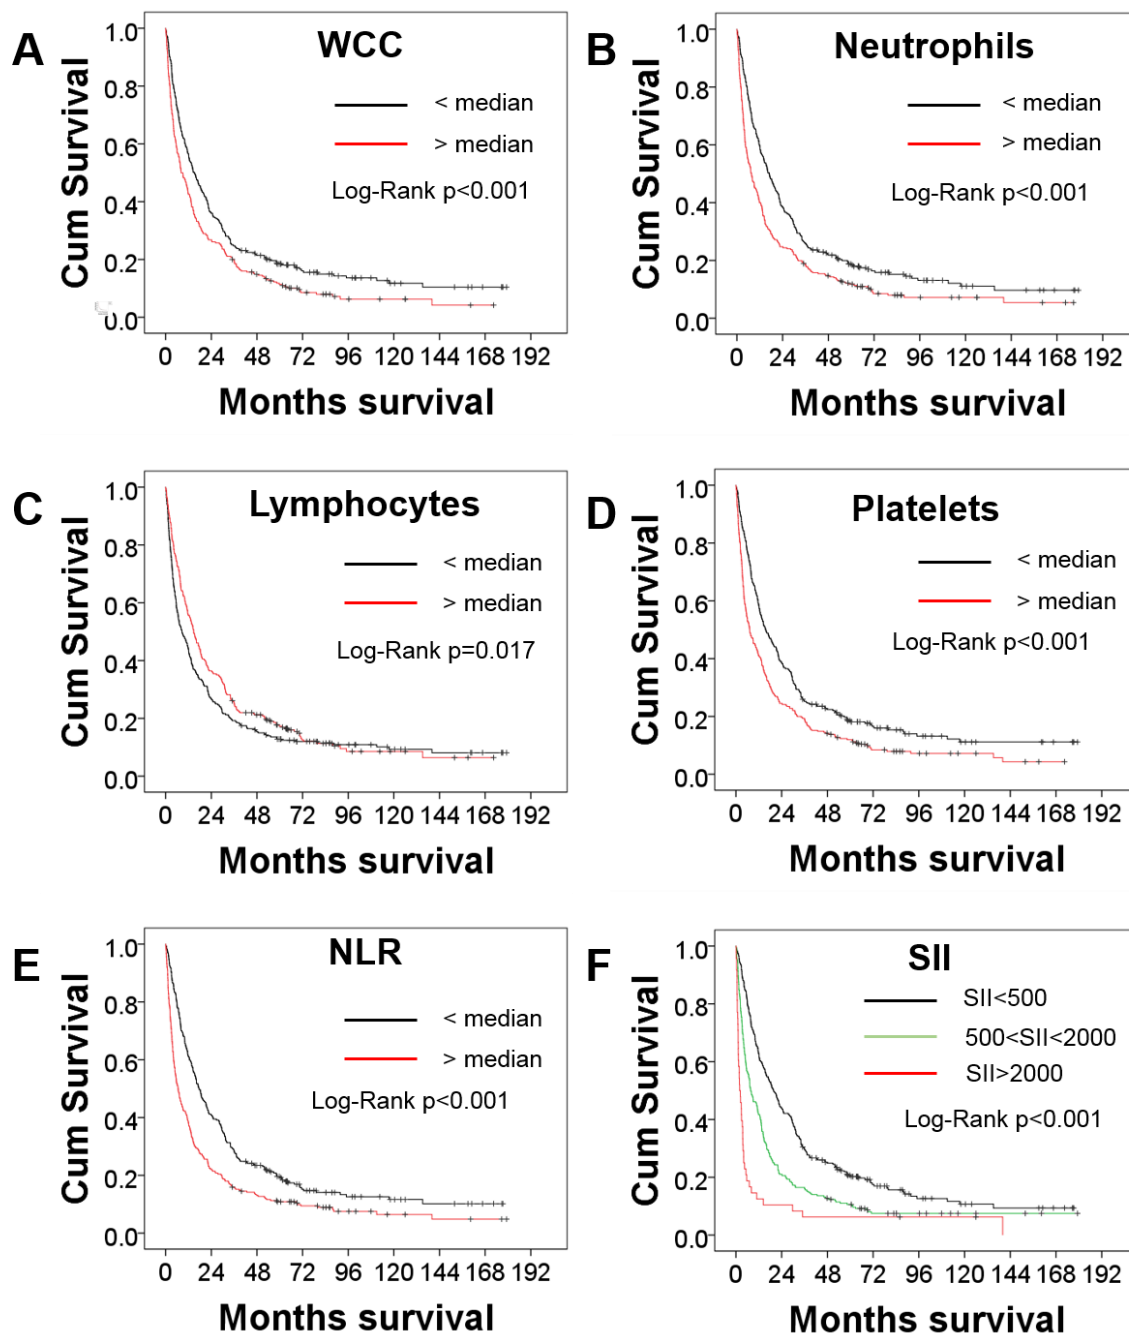 A
WCC
Cum Survival
1.0
0.8
0.6
0.4
0.2
0.0
< median
> median
Log-Rank p<0.001
0 24 48 72 96 120 144 168 192
Months survival
B
Neutrophils
Cum Survival
1.0
0.8
0.6
0.4
0.2
0.0
< median
> median
Log-Rank p<0.001
0 24 48 72 96 120 144 168 192
Months survival
C
Lymphocytes
Cum Survival
1.0
0.8
0.6
0.4
0.2
0.0
< median
> median
Log-Rank p=0.017
0 24 48 72 96 120 144 168 192
Months survival
D
Platelets
Cum Survival
1.0
0.8
0.6
0.4
0.2
0.0
< median
> median
Log-Rank p<0.001
0 24 48 72 96 120 144 168 192
Months survival
E
NLR
Cum Survival
1.0
0.8
0.6
0.4
0.2
0.0
< median
> median
Log-Rank p<0.001
0 24 48 72 96 120 144 168 192
Months survival
F
SII
Cum Survival
1.0
0.8
0.6
0.4
0.2
0.0
SII<500
500<SII<2000
SII>2000
Log-Rank p<0.001
0 24 48 72 96 120 144 168 192
Months survival